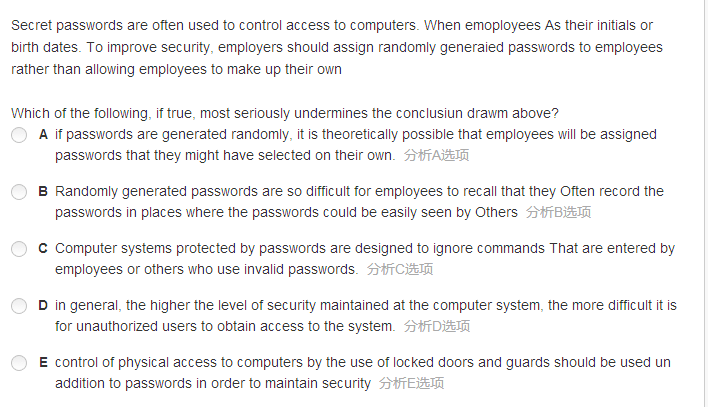 Secret passwords are often used to control access to computers. When emoployees As their initials or
birth dates. To improve security, employers should assign randomly generaied passwords to employees
rather than allowing employees to make up their own
Which of the following, if true, most seriously undermines the conclusiun drawm above?
A if passwords are generated randomly, it is theoretically possible that employees will be assigned
passwords that they might have selected on their own. 分析A选项
B Randomly generated passwords are so difficult for employees to recall that they Often record the
passwords in places where the passwords could be easily seen by Others 分析B选项
C Computer systems protected by passwords are designed to ignore commands That are entered by
employees or others who use invalid passwords. 分析C选项
D in general, the higher the level of security maintained at the computer system, the more difficult it is
for unauthorized users to obtain access to the system. 分析D选项
E control of physical access to computers by the use of locked doors and guards should be used un
addition to passwords in order to maintain security 分析E选项